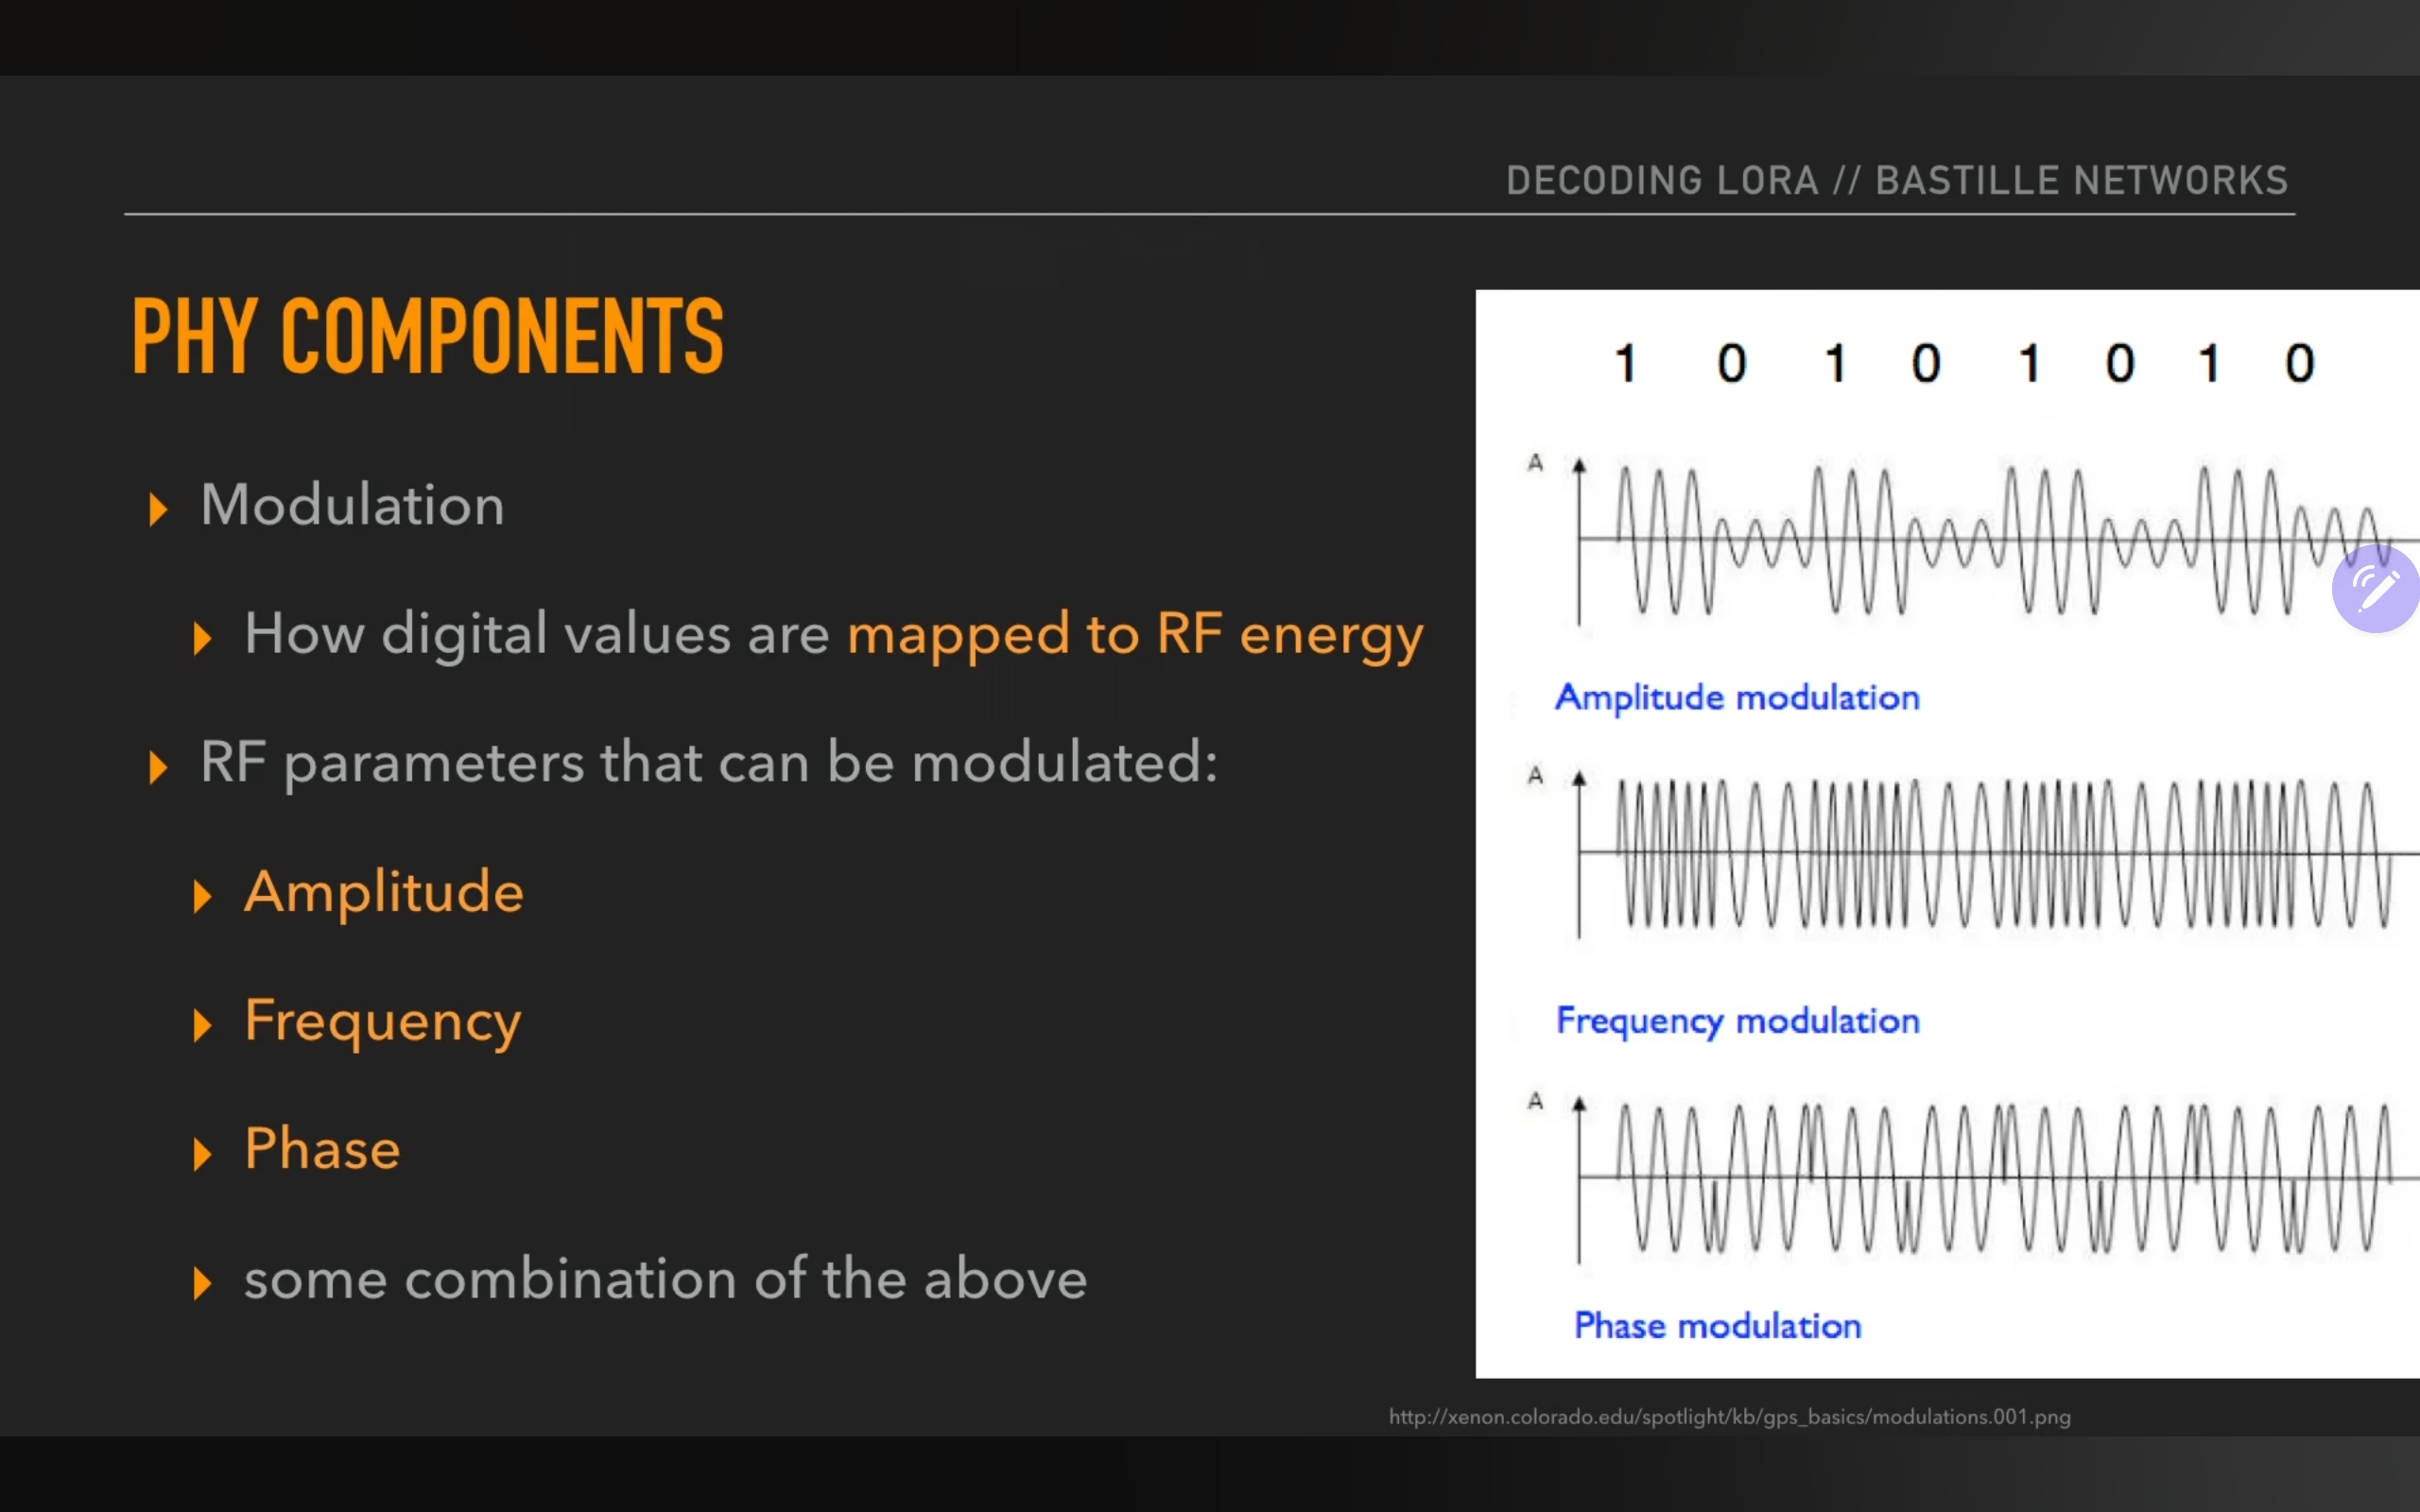 DECODING LORA // BASTILLE NETWORKS
PHY COMPONENTS
Modulation
How digital values are mapped to RF energy
RF parameters that can be modulated:
Amplitude
Frequency
Phase
some combination of the above
1 0 1 0 1 0 1 0
A
Amplitude modulation
A
Frequency modulation
A
Phase modulation
http://xenon.colorado.edu/spotlight/kb/gps_basics/modulations.001.png